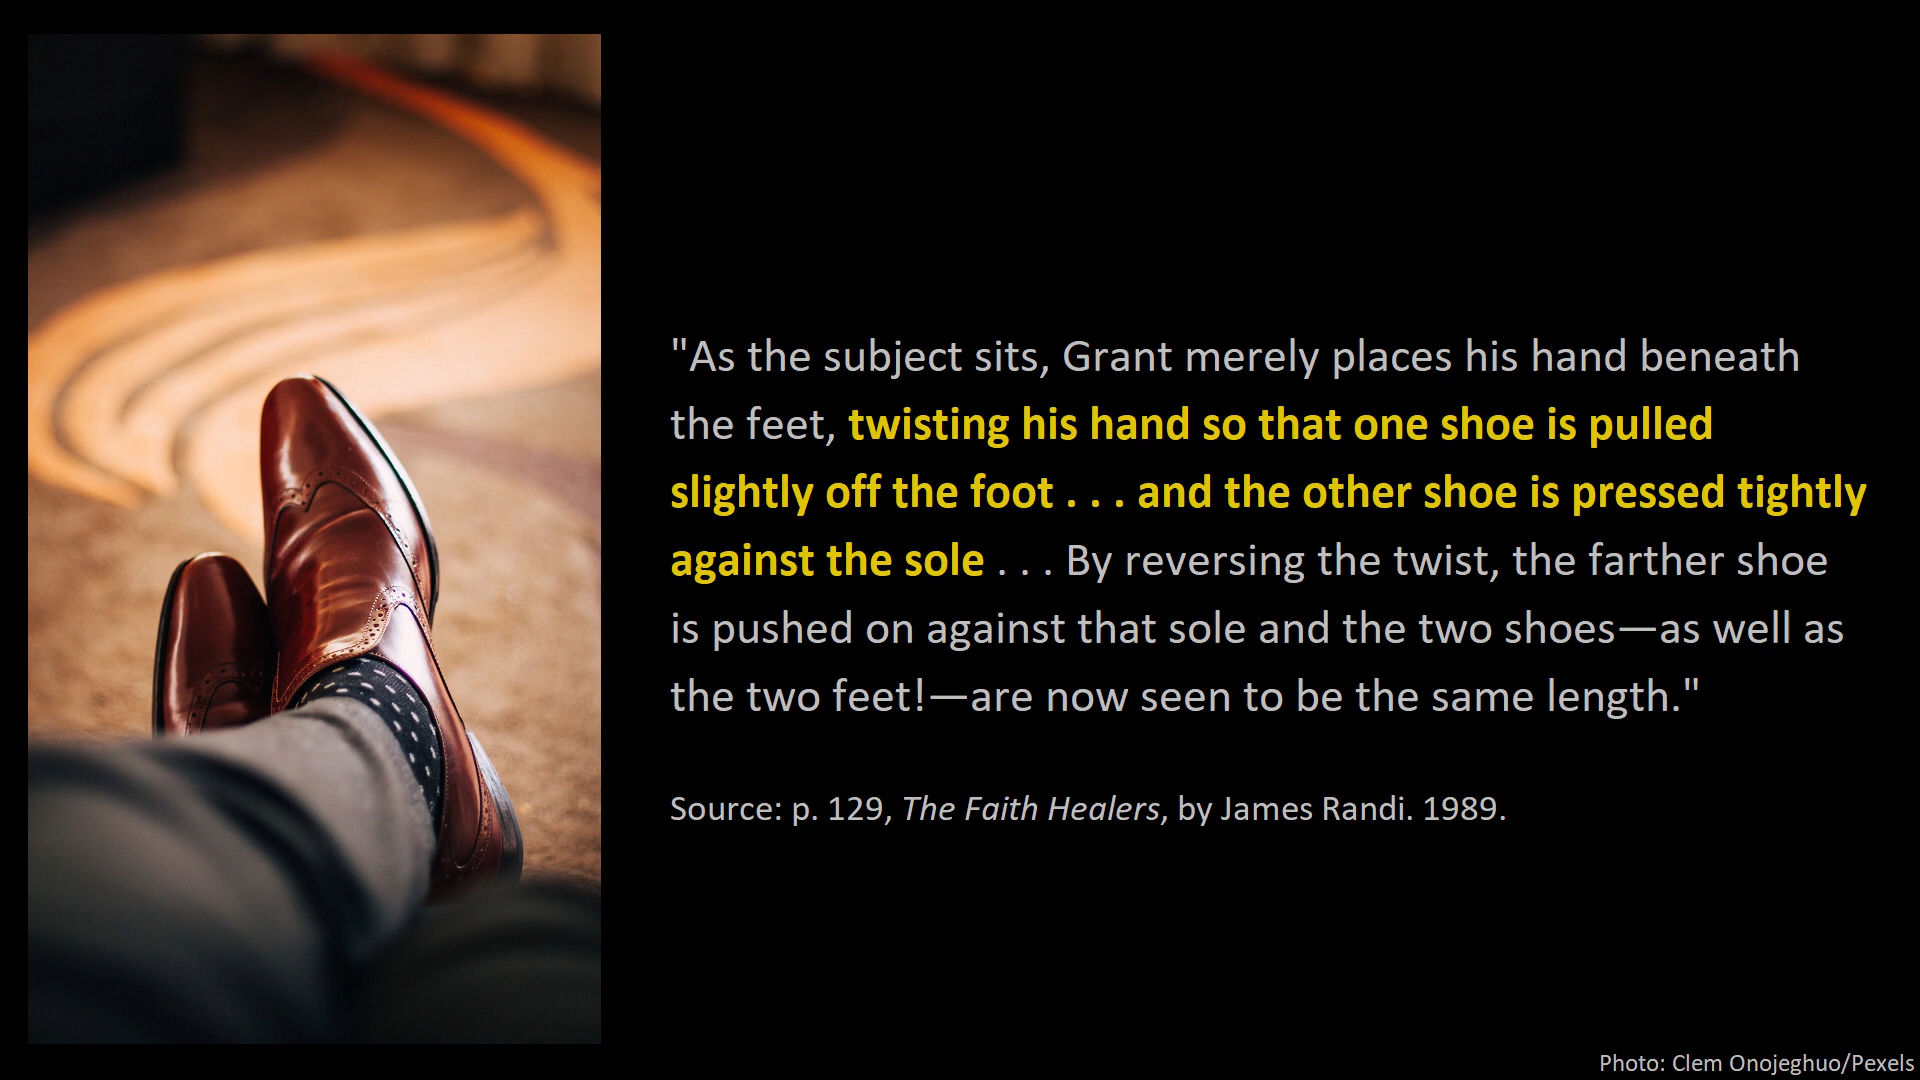 "As the subject sits, Grant merely places his hand beneath
the feet, twisting his hand so that one shoe is pulled
slightly off the foot . . . and the other shoe is pressed tightly
against the sole . . . By reversing the twist, the farther shoe
is pushed on against that sole and the two shoes—as well as
the two feet!—are now seen to be the same length."
Source: p. 129, The Faith Healers, by James Randi. 1989.
Photo: Clem Onojeghuo/Pexels